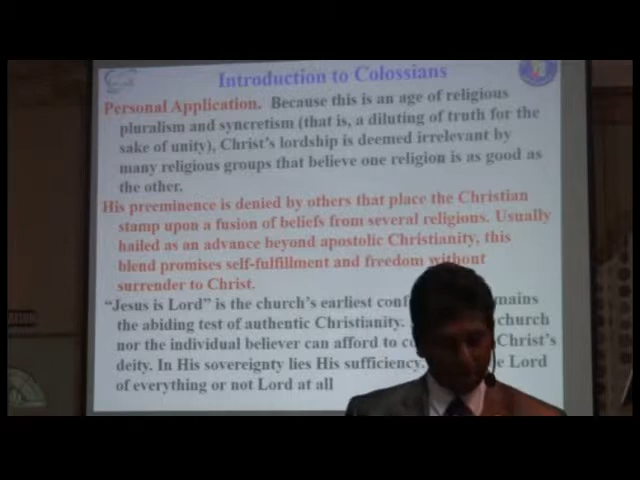 Introduction to Colossians
Personal Application. Because this is an age of religious
pluralism and syncretism (that is, a diluting of truth for the
sake of unity), Christ's lordship is deemed irrelevant by
many religious groups that believe one religion is as good as
the other.
His preeminence is denied by others that place the Christian
stamp upon a fusion of beliefs from several religions. Usually
hailed as an advance beyond apostolic Christianity, this
blend promises self-fulfillment and freedom without
surrender to Christ.
"Jesus is Lord" is the church's earliest conf mains
the abiding test of authentic Christianity. church
nor the individual believer can afford to co Christ's
deity. In His sovereignty lies His sufficiency. e Lord
of everything or not Lord at all